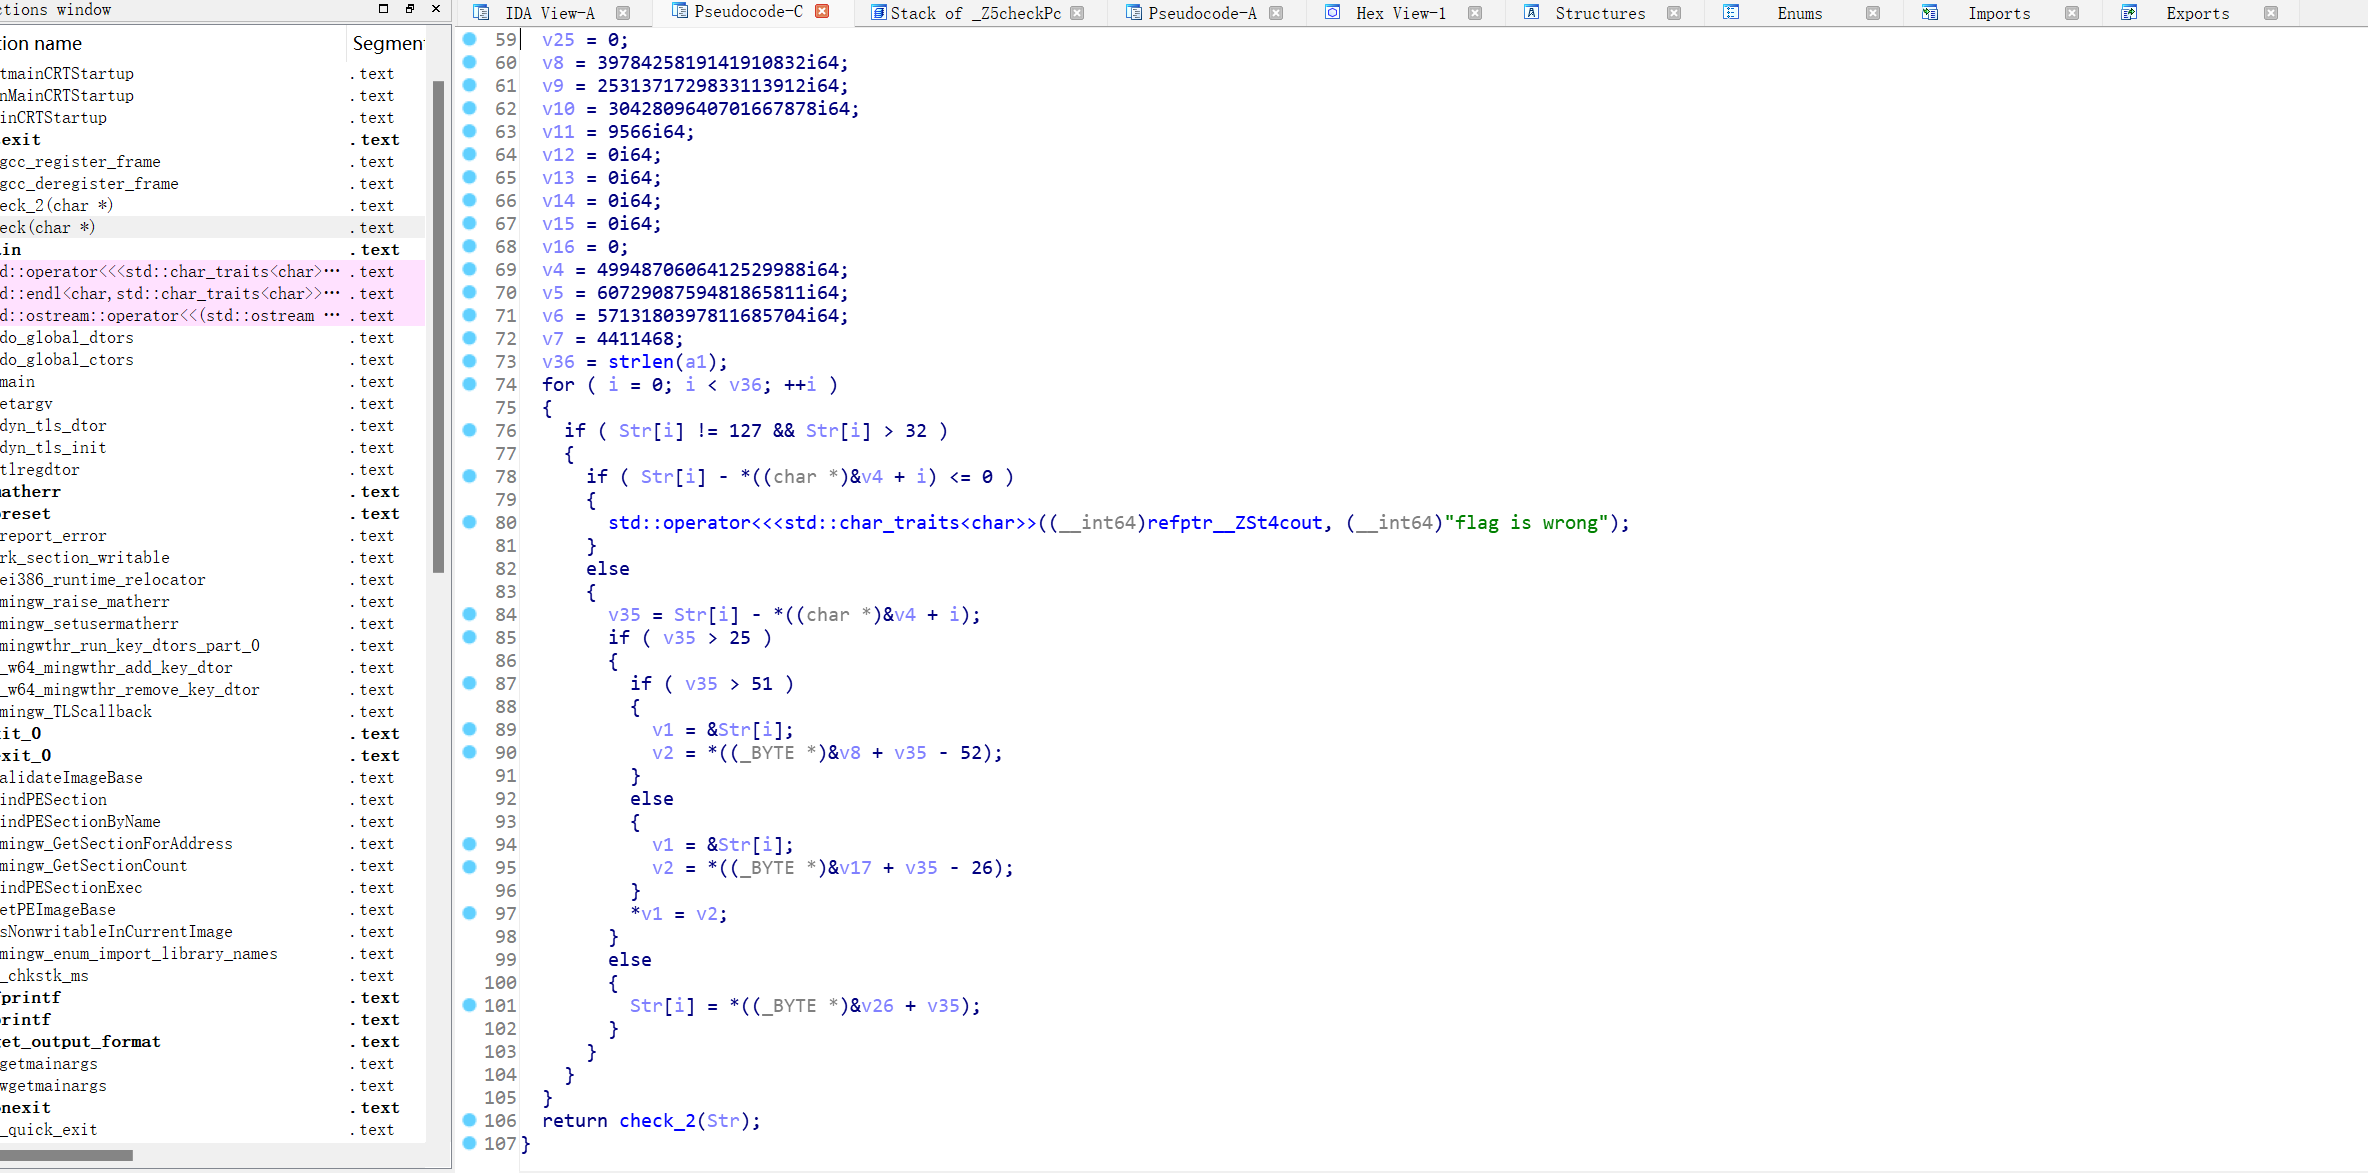 ctions window
IDA View-A
Pseudocode-C
Stack of _Z5checkPc
Pseudocode-A
Hex View-1
Structures
Enums
Imports
Exports
tion name Segment
tmainCRTStartup .text
nMainCRTStartup .text
inCRTStartup .text
exit .text
gcc_register_frame .text
gcc_deregister_frame .text
eck_2(char *) .text
eck(char *) .text
in .text
d::operator<<<std::char_traits<char>… .text
d::endl<char,std::char_traits<char>>… .text
d::ostream::operator<<(std::ostream … .text
do_global_dtors .text
do_global_ctors .text
main .text
etargv .text
dyn_tls_dtor .text
dyn_tls_init .text
tlregdtor .text
matherr .text
preset .text
report_error .text
rk_section_writable .text
ei386_runtime_relocator .text
mingw_raise_matherr .text
mingw_setusermatherr .text
mingwthr_run_key_dtors_part_0 .text
_w64_mingwthr_add_key_dtor .text
_w64_mingwthr_remove_key_dtor .text
mingw_TLScallback .text
it_0 .text
exit_0 .text
alidateImageBase .text
indPESection .text
indPESectionByName .text
mingw_GetSectionForAddress .text
mingw_GetSectionCount .text
indPESectionExec .text
etPEImageBase .text
sNonwritableInCurrentImage .text
mingw_enum_import_library_names .text
_chkstk_ms .text
fprintf .text
printf .text
get_output_format .text
getmainargs .text
wgetmainargs .text
onexit .text
_quick_exit .text
59 v25 = 0;
60 v8 = 3978425819141910832i64;
61 v9 = 2531371729833113912i64;
62 v10 = 3042809640701667878i64;
63 v11 = 9566i64;
64 v12 = 0i64;
65 v13 = 0i64;
66 v14 = 0i64;
67 v15 = 0i64;
68 v16 = 0;
69 v4 = 4994870606412529988i64;
70 v5 = 6072908759481865811i64;
71 v6 = 5713180397811685704i64;
72 v7 = 4411468;
73 v36 = strlen(a1);
74 for ( i = 0; i < v36; ++i )
75 {
76 if ( Str[i] != 127 && Str[i] > 32 )
77 {
78 if ( Str[i] - *((char *)&v4 + i) <= 0 )
79 {
80 std::operator<<<std::char_traits<char>>((__int64)refptr__ZSt4cout, (__int64)"flag is wrong");
81 }
82 else
83 {
84 v35 = Str[i] - *((char *)&v4 + i);
85 if ( v35 > 25 )
86 {
87 if ( v35 > 51 )
88 {
89 v1 = &Str[i];
90 v2 = *((_BYTE *)&v8 + v35 - 52);
91 }
92 else
93 {
94 v1 = &Str[i];
95 v2 = *((_BYTE *)&v17 + v35 - 26);
96 }
97 *v1 = v2;
98 }
99 else
100 {
101 Str[i] = *((_BYTE *)&v26 + v35);
102 }
103 }
104 }
105 }
106 return check_2(Str);
107 }